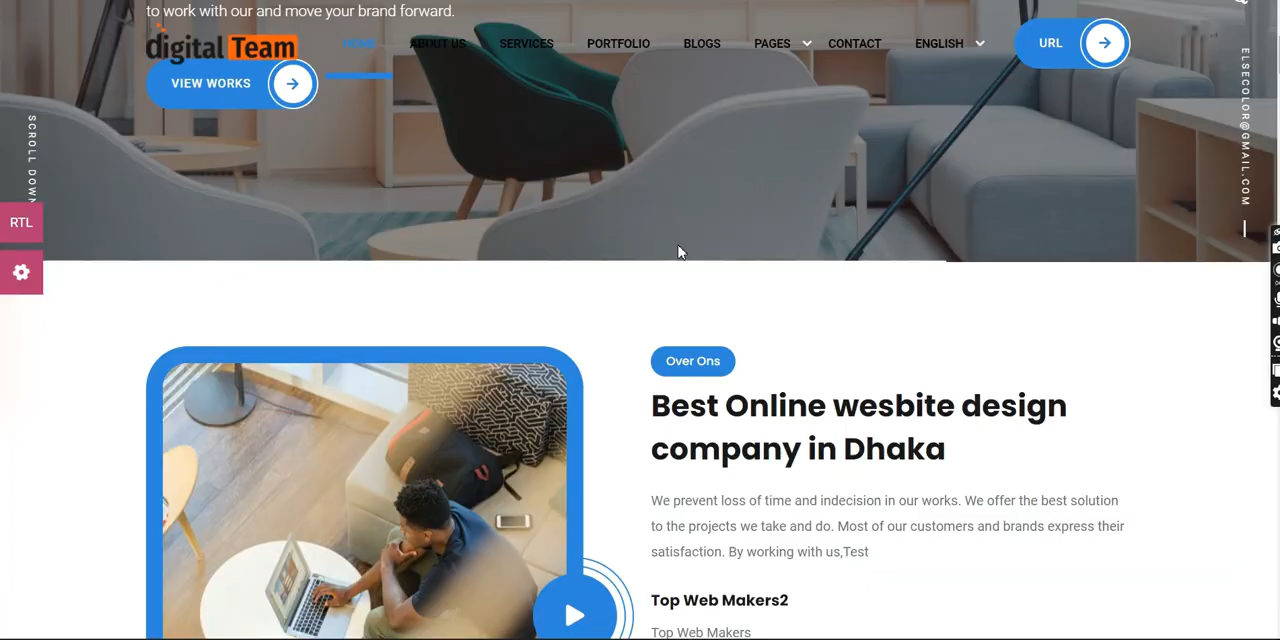 to work with our and move your brand forward.
digital Team
HOME
ABOUT US
SERVICES
PORTFOLIO
BLOGS
PAGES
CONTACT
ENGLISH
URL
VIEW WORKS
SCROLL DOWN
ELSECOLOR@GMAIL.COM
RTL
Over Ons
Best Online wesbite design
company in Dhaka
We prevent loss of time and indecision in our works. We offer the best solution
to the projects we take and do. Most of our customers and brands express their
satisfaction. By working with us,Test
Top Web Makers2
Top Web Makers